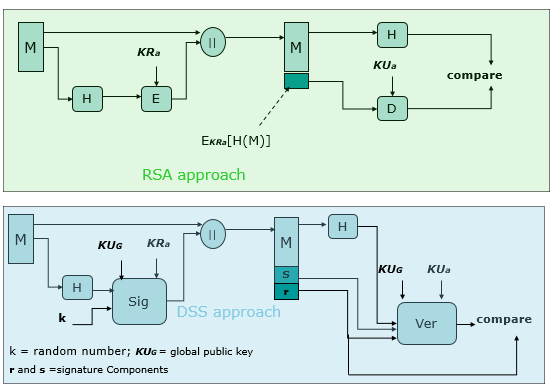 M
||
M
H
KRa
KUa
compare
H
E
D
EKRa[H(M)]
RSA approach
M
||
M
H
KUG
KRa
s
KUG
KUa
H
Sig
r
k
DSS approach
Ver
compare
k = random number; KUG = global public key
r and s =signature Components